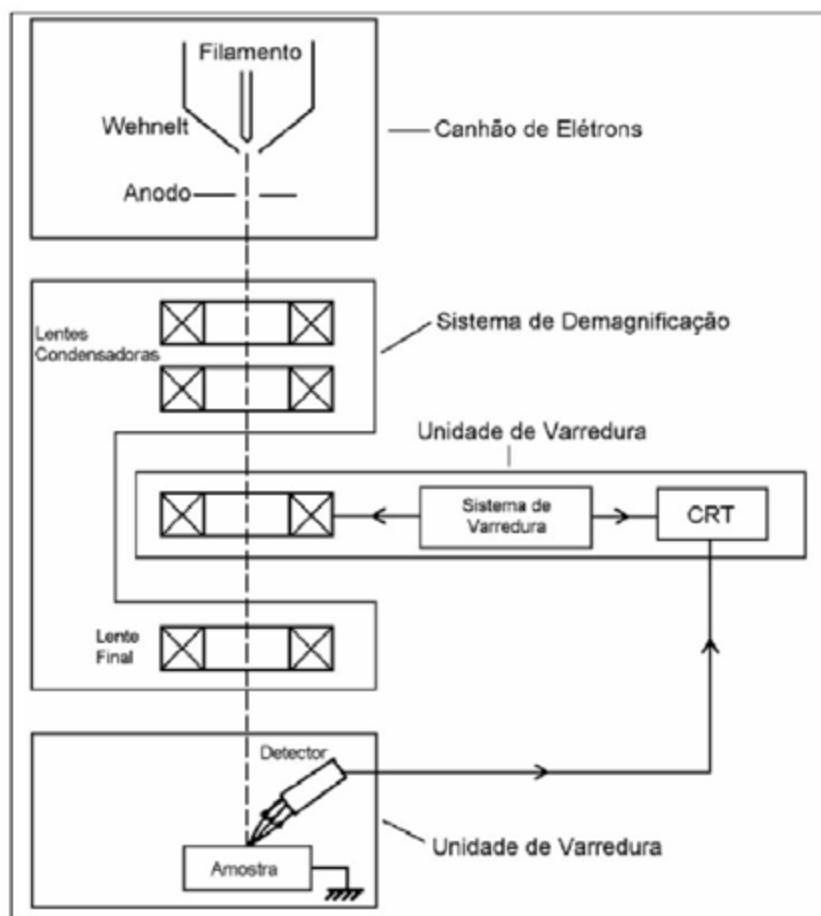 Filamento
Wehnelt
Canhão de Elétrons
Anodo
Lentes
Condensadoras
Sistema de Demagnificação
Unidade de Varredura
Sistema de
Varredura
CRT
Lente
Final
Detector
Amostra
Unidade de Varredura